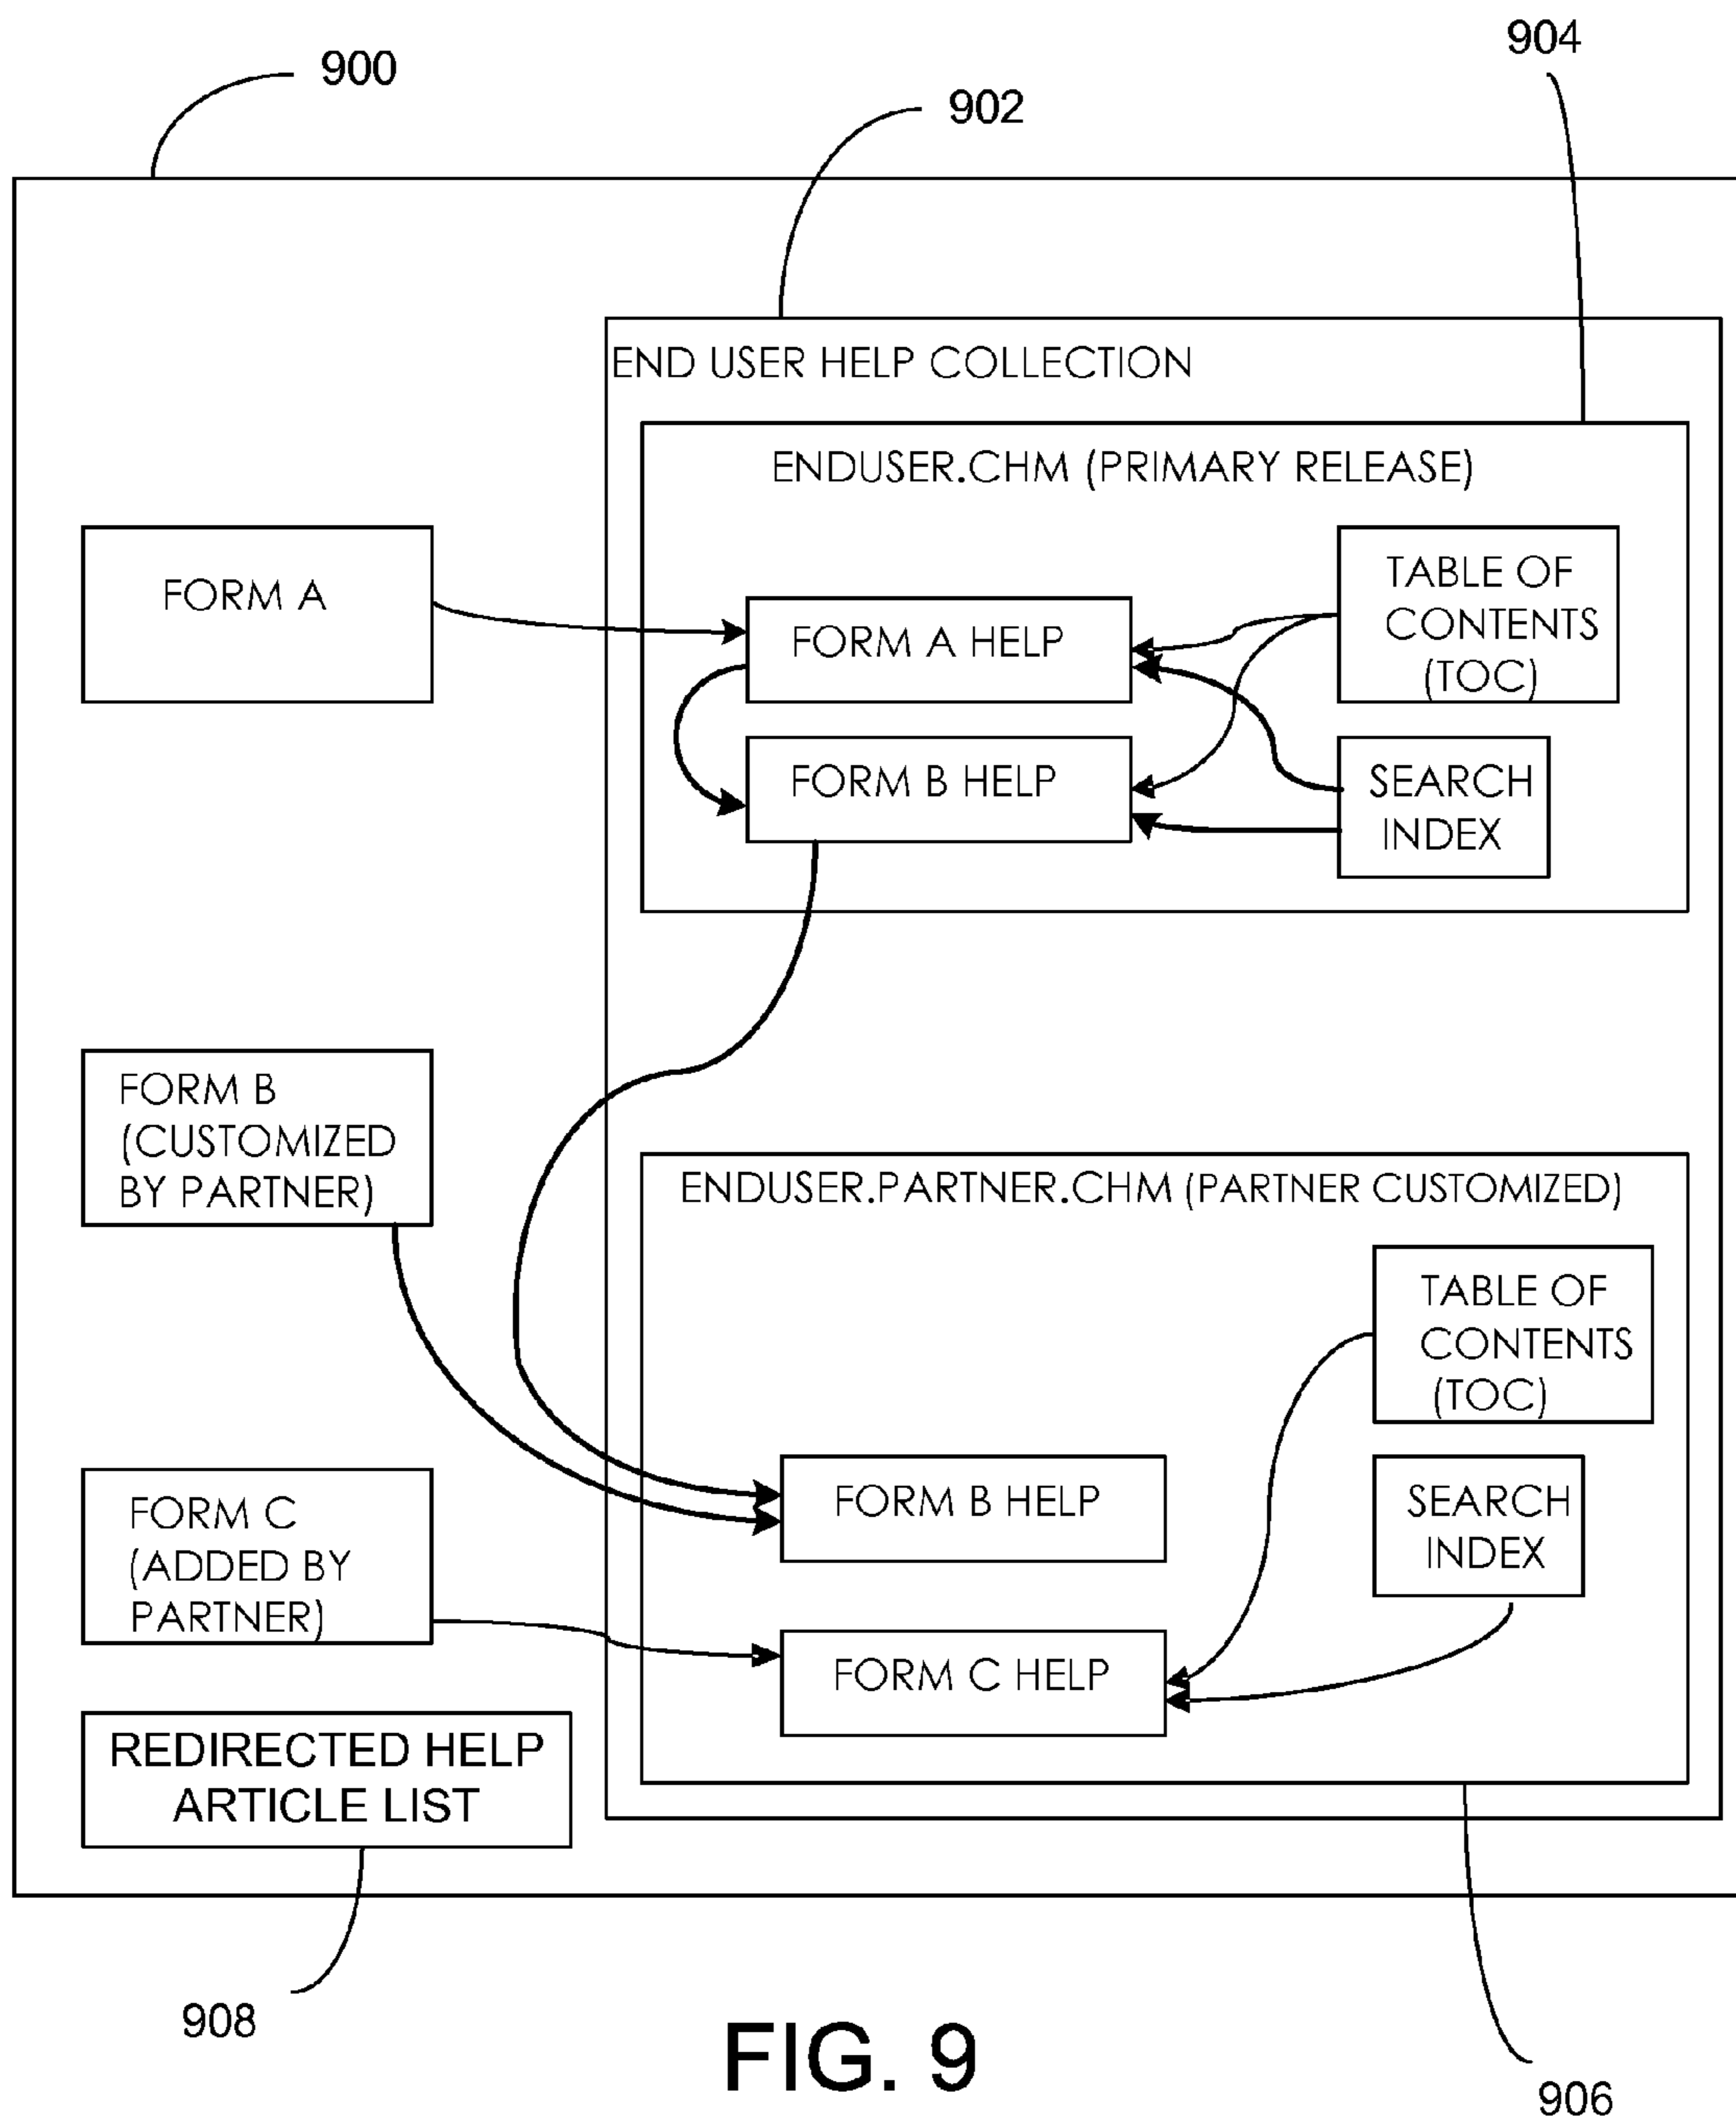 904
900
902
END USER HELP COLLECTION
ENDUSER.CHM (PRIMARY RELEASE)
FORM A
FORM A HELP
TABLE OF
CONTENTS
(TOC)
FORM B HELP
SEARCH
INDEX
FORM B
(CUSTOMIZED
BY PARTNER)
ENDUSER.PARTNER.CHM (PARTNER CUSTOMIZED)
TABLE OF
CONTENTS
(TOC)
FORM B HELP
SEARCH
INDEX
FORM C
(ADDED BY
PARTNER)
FORM C HELP
REDIRECTED HELP
ARTICLE LIST
908
FIG. 9
906